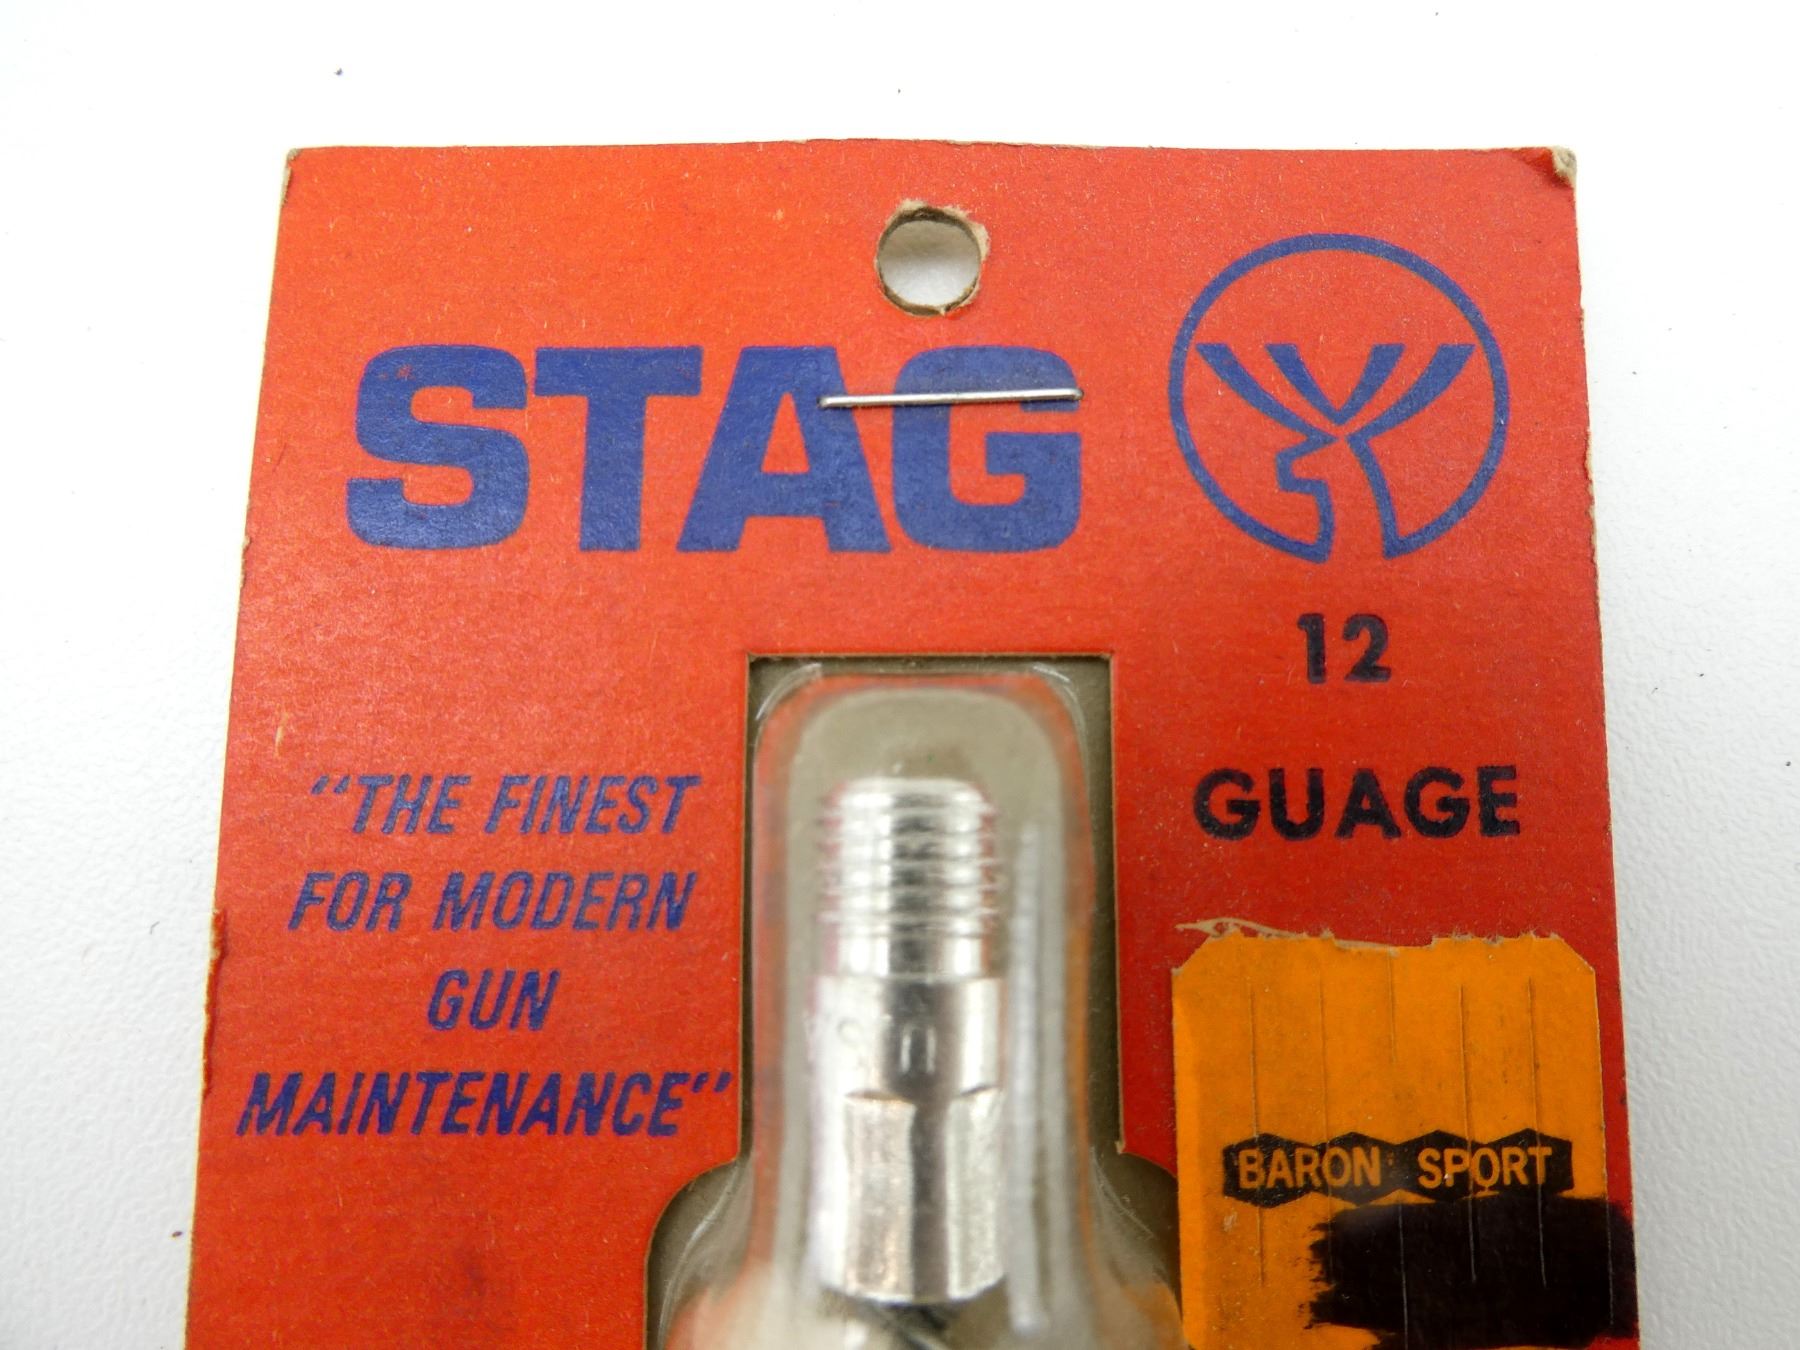 STAG
12
GUAGE
"THE FINEST
FOR MODERN
GUN
MAINTENANCE"
BARON SPORT